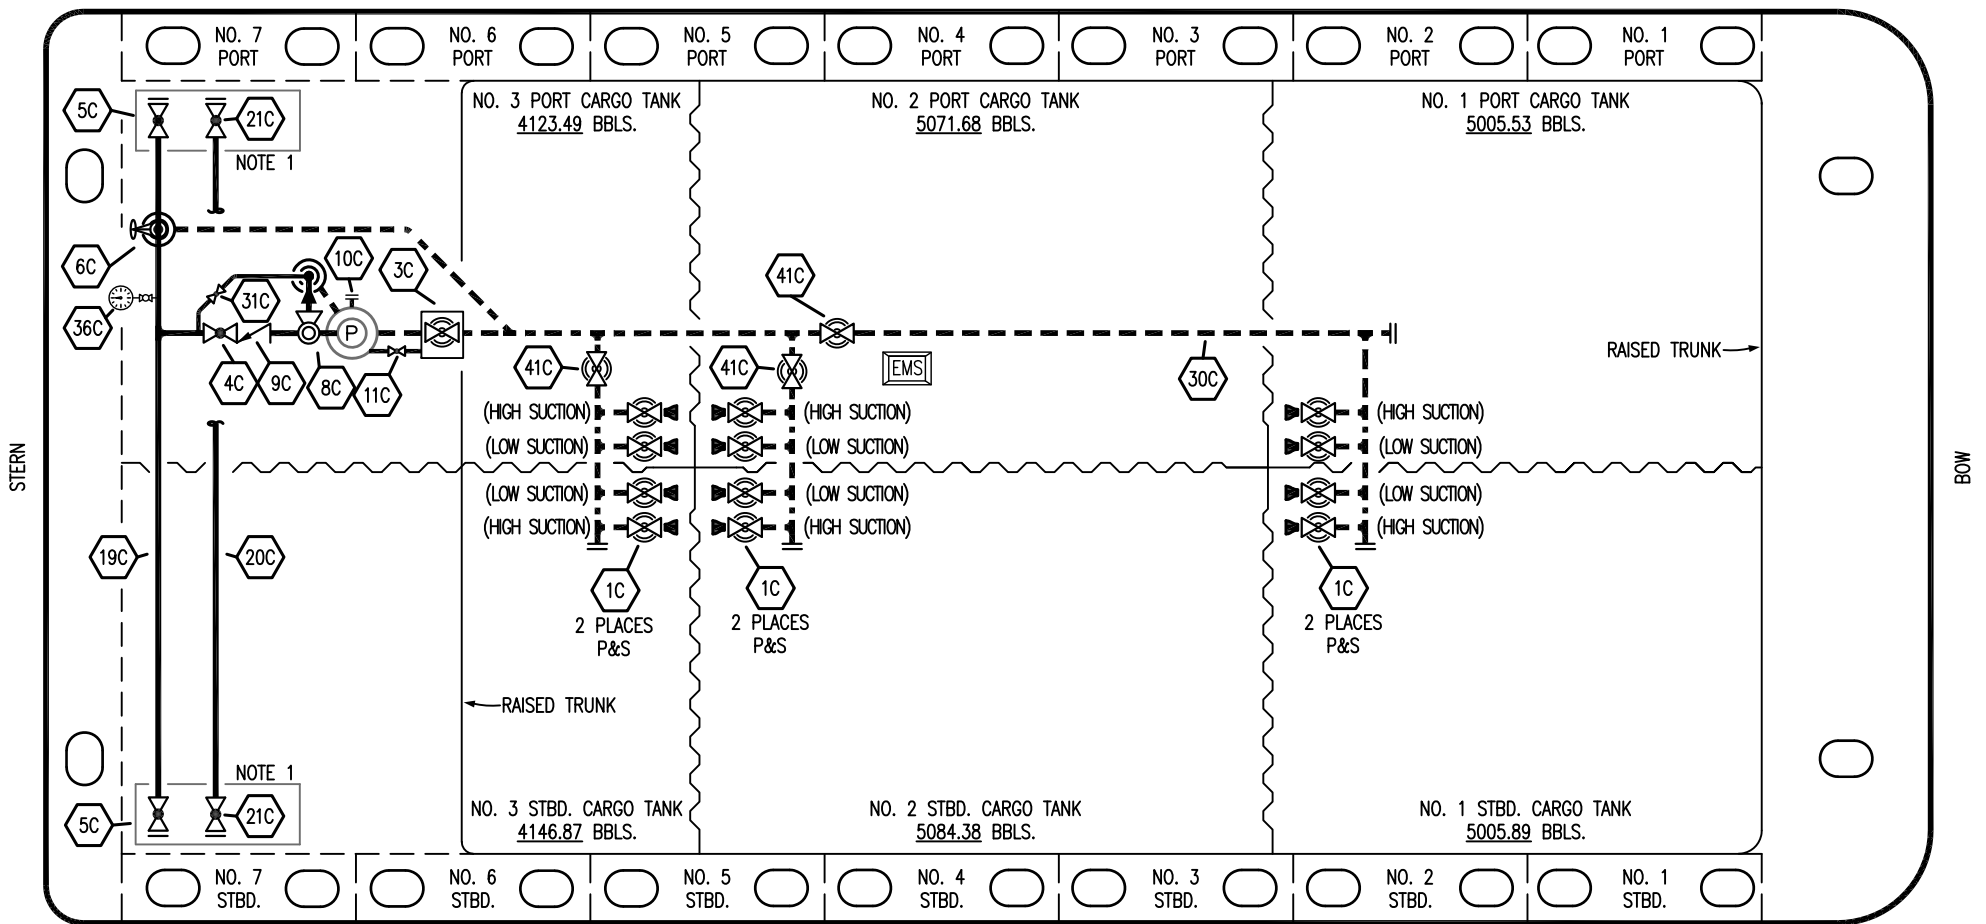 NO. 7
PORT
NO. 6
PORT
NO. 5
PORT
NO. 4
PORT
NO. 3
PORT
NO. 2
PORT
NO. 1
PORT
5C
21C
NOTE 1
NO. 3 PORT CARGO TANK
4123.49 BBLS.
NO. 2 PORT CARGO TANK
5071.68 BBLS.
NO. 1 PORT CARGO TANK
5005.53 BBLS.
6C
10C
3C
41C
31C
36C
P
RAISED TRUNK
4C
9C
8C
11C
41C
41C
EMS
30C
(HIGH SUCTION)
(HIGH SUCTION)
(HIGH SUCTION)
(LOW SUCTION)
(LOW SUCTION)
(LOW SUCTION)
STERN
BOW
(LOW SUCTION)
(LOW SUCTION)
(LOW SUCTION)
(HIGH SUCTION)
(HIGH SUCTION)
(HIGH SUCTION)
19C
20C
1C
2 PLACES
P&S
1C
2 PLACES
P&S
1C
2 PLACES
P&S
RAISED TRUNK
NOTE 1
5C
21C
NO. 3 STBD. CARGO TANK
4146.87 BBLS.
NO. 2 STBD. CARGO TANK
5084.38 BBLS.
NO. 1 STBD. CARGO TANK
5005.89 BBLS.
NO. 7
STBD.
NO. 6
STBD.
NO. 5
STBD.
NO. 4
STBD.
NO. 3
STBD.
NO. 2
STBD.
NO. 1
STBD.